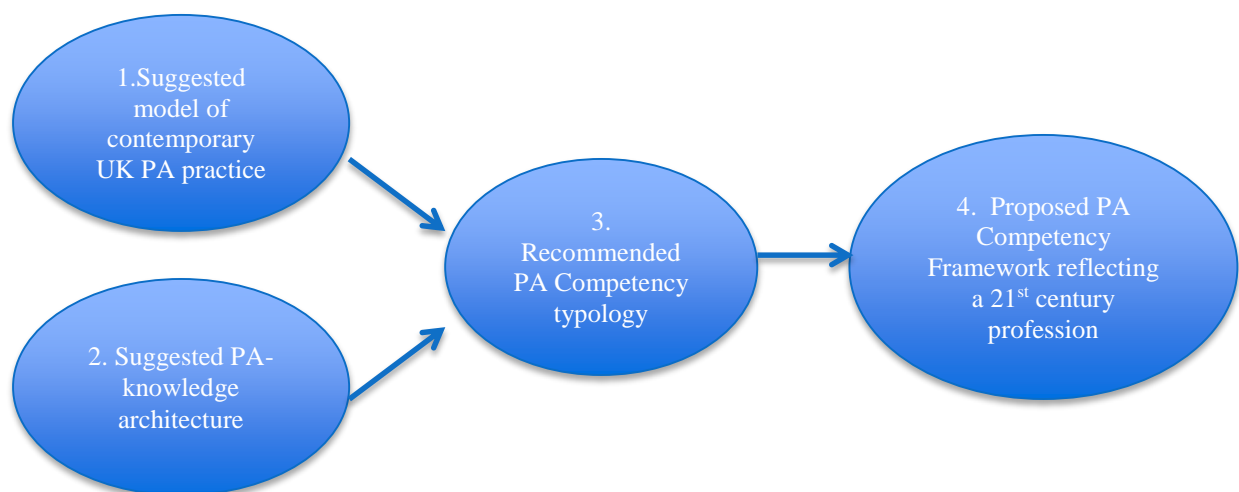 1.Suggested
model of
contemporary
UK PA practice
2. Suggested PA-
knowledge
architecture
3.
Recommended
PA Competency
typology
4. Proposed PA
Competency
Framework reflecting
a 21st century
profession